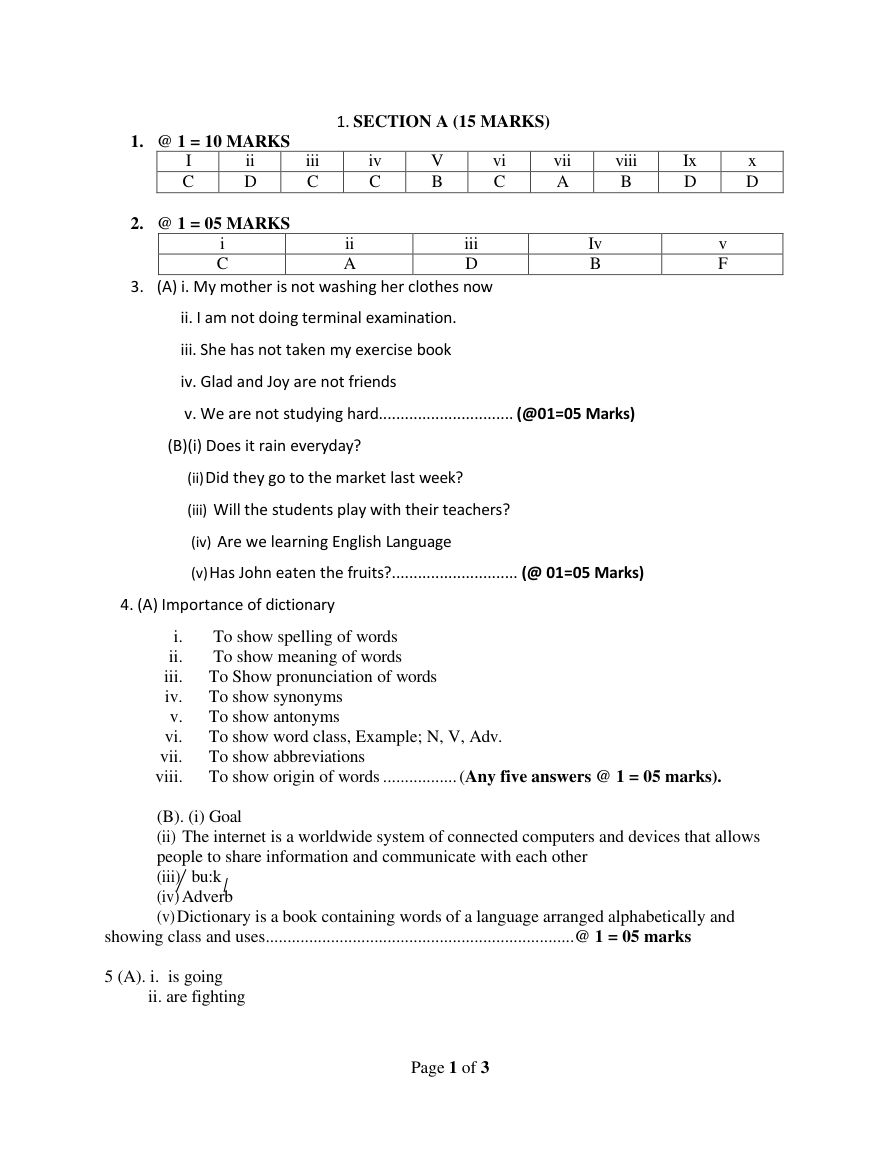 1. SECTION A (15 MARKS)
1. @ 1 = 10 MARKS
I ii iii iv V vi vii viii Ix x
C D C C B C A B D D
2. @ 1 = 05 MARKS
i ii iii Iv v
C A D B F
3. (A) i. My mother is not washing her clothes now
ii. I am not doing terminal examination.
iii. She has not taken my exercise book
iv. Glad and Joy are not friends
v. We are not studying hard............................... (@01=05 Marks)
(B)(i) Does it rain everyday?
(ii)Did they go to the market last week?
(iii) Will the students play with their teachers?
(iv) Are we learning English Language
(v)Has John eaten the fruits?............................. (@ 01=05 Marks)
4. (A) Importance of dictionary
i. To show spelling of words
ii. To show meaning of words
iii. To Show pronunciation of words
iv. To show synonyms
v. To show antonyms
vi. To show word class, Example; N, V, Adv.
vii. To show abbreviations
viii. To show origin of words ................. (Any five answers @ 1 = 05 marks).
(B). (i) Goal
(ii) The internet is a worldwide system of connected computers and devices that allows
people to share information and communicate with each other
(iii)/ bu:k /
(iv)Adverb
(v)Dictionary is a book containing words of a language arranged alphabetically and
showing class and uses.......................................................................@ 1 = 05 marks
5 (A). i. is going
ii. are fighting
Page 1 of 3